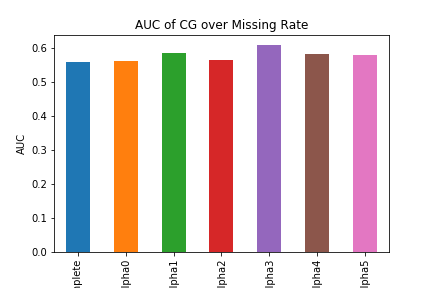 AUC of CG over Missing Rate
AUC
0.6
0.5
0.4
0.3
0.2
0.1
0.0
nplete
lpha0
lpha1
lpha2
lpha3
lpha4
lpha5